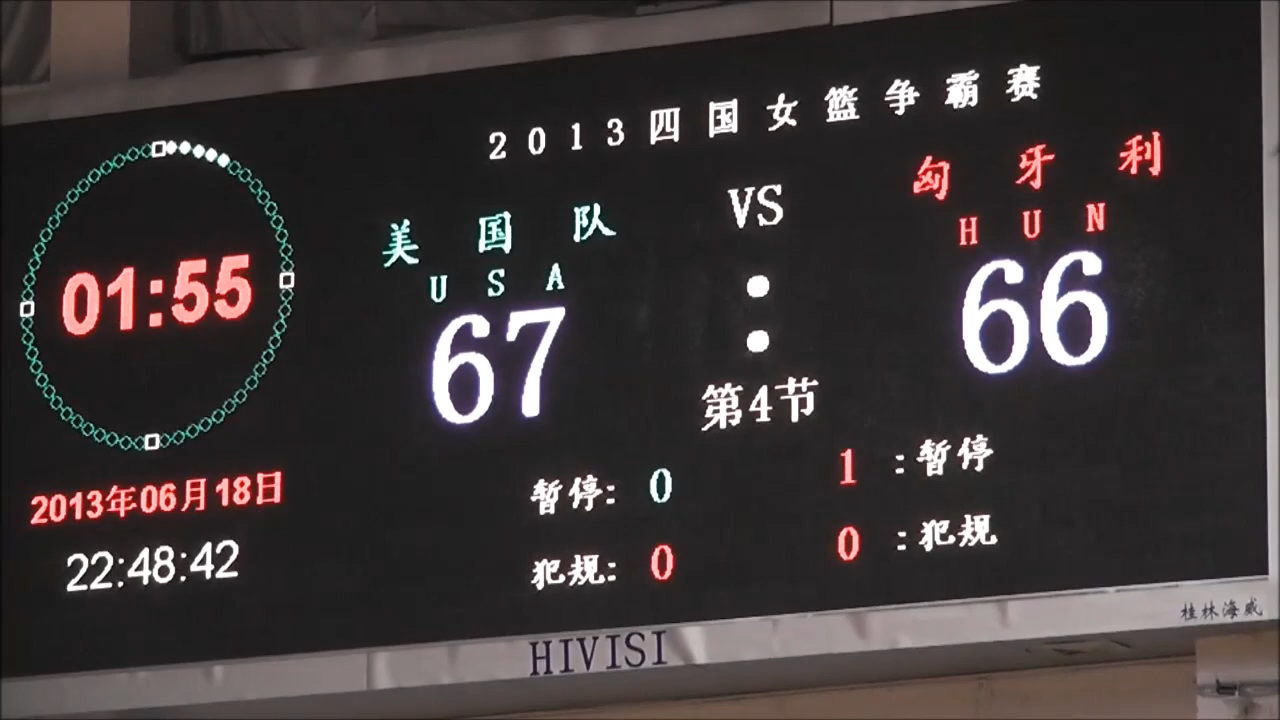 2013四国女篮争霸赛
美国队 VS 匈牙利
USA HUN
01:55
67 : 66
第4节
暂停: 0 1 :暂停
2013年06月18日
犯规: 0 0 :犯规
22:48:42
HIVISI
桂林海威